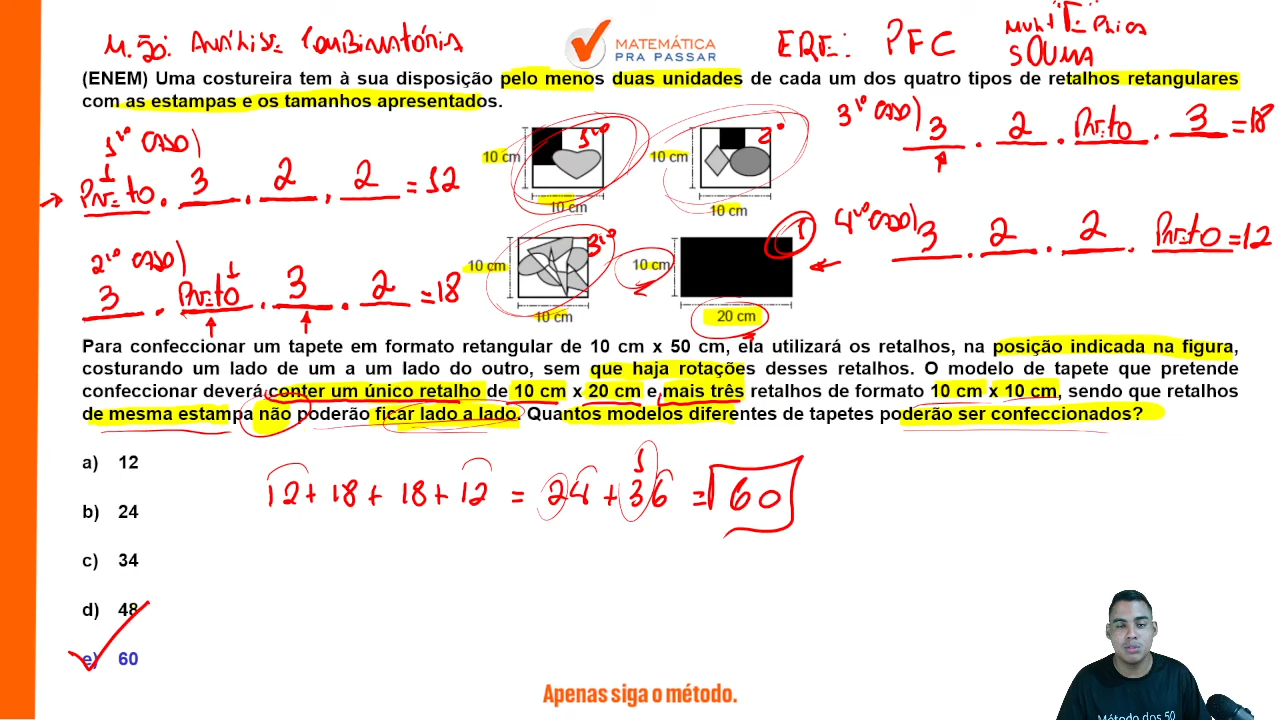 M.50: Análise Combinatória
MATEMÁTICA
PRA PASSAR
ERE: PFC
MULTIPLICA
SOUMA
(ENEM) Uma costureira tem à sua disposição pelo menos duas unidades de cada um dos quatro tipos de retalhos retangulares
com as estampas e os tamanhos apresentados.
1º CASO)
Preto . 3 . 2 . 2 = 12
2º CASO)
3 . Preto . 3 . 2 = 18
10 cm 1º
10 cm
10 cm 2º
10 cm
10 cm 3º
10 cm
10 cm 1
20 cm
3º CASO) 3 . 2 . Preto . 3 = 18
4º CASO) 3 . 2 . 2 . Preto = 12
Para confeccionar um tapete em formato retangular de 10 cm x 50 cm, ela utilizará os retalhos, na posição indicada na figura,
costurando um lado de um a um lado do outro, sem que haja rotações desses retalhos. O modelo de tapete que pretende
confeccionar deverá conter um único retalho de 10 cm x 20 cm e mais três retalhos de formato 10 cm x 10 cm, sendo que retalhos
de mesma estampa não poderão ficar lado a lado. Quantos modelos diferentes de tapetes poderão ser confeccionados?
a) 12
b) 24
c) 34
d) 48
e) 60
1
12 + 18 + 18 + 12 = 24 + 36 = 60
Apenas siga o método.
Método dos 50